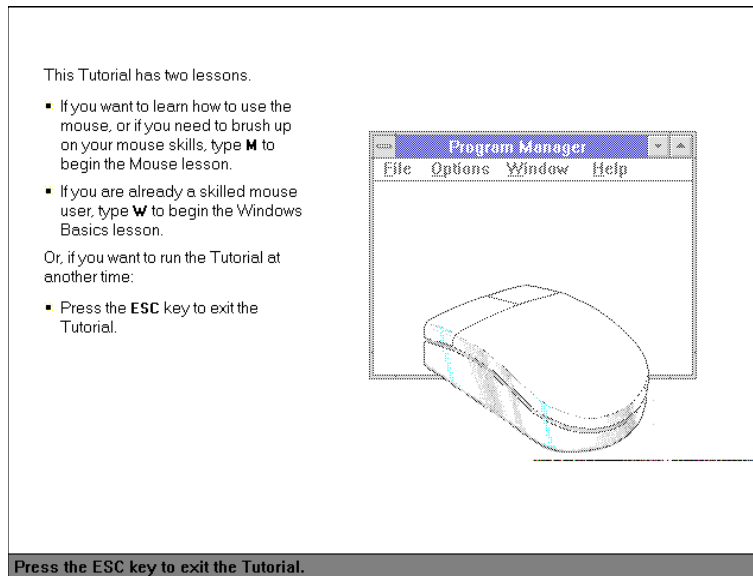 This Tutorial has two lessons.
▪ If you want to learn how to use the
mouse, or if you need to brush up
on your mouse skills, type M to
begin the Mouse lesson.
▪ If you are already a skilled mouse
user, type W to begin the Windows
Basics lesson.
Or, if you want to run the Tutorial at
another time:
▪ Press the ESC key to exit the
Tutorial.
Program Manager
File Options Window Help
Press the ESC key to exit the Tutorial.